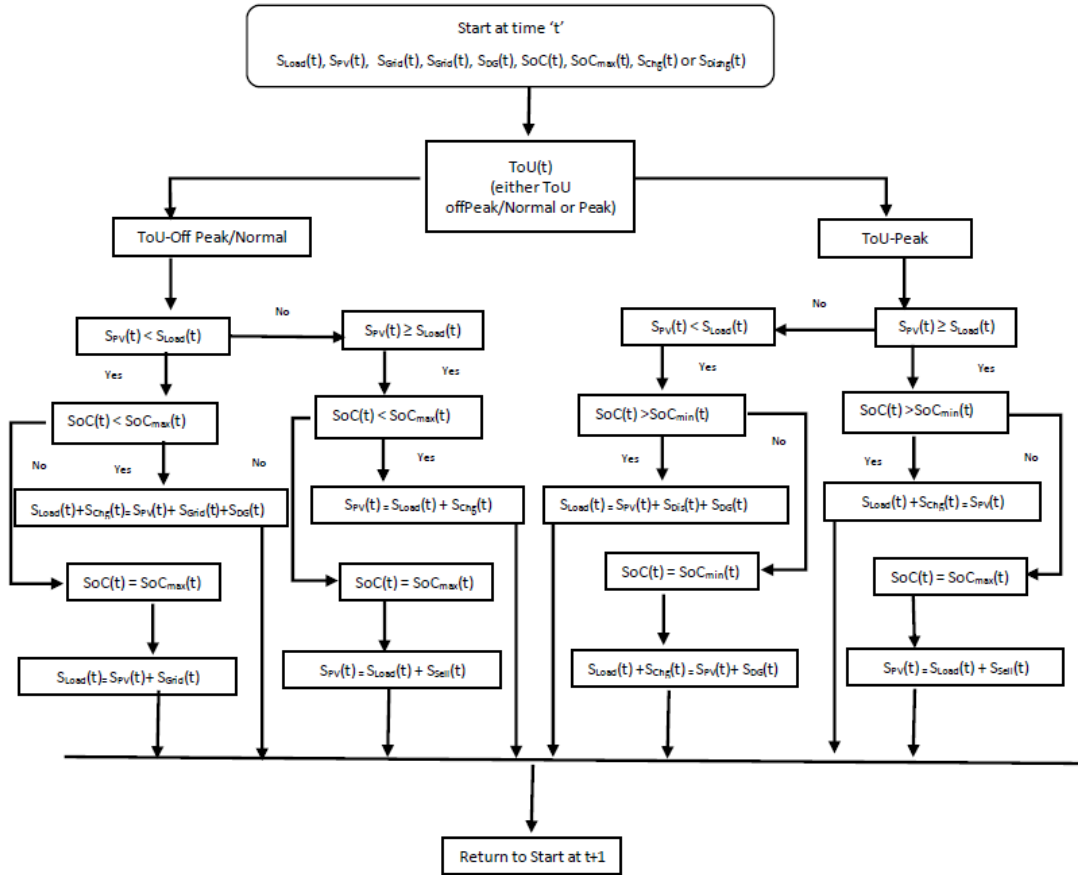 Start at time ‘t’
SLoad(t), SPV(t), SGrid(t), SGrid(t), SDG(t), SoC(t), SoCmax(t), SChg(t) or SDishg(t)
ToU(t)
(either ToU
offPeak/Normal or Peak)
ToU-Off Peak/Normal
ToU-Peak
No
No
SPV(t) < SLoad(t)
SPV(t) ≥ SLoad(t)
SPV(t) < SLoad(t)
SPV(t) ≥ SLoad(t)
Yes
Yes
Yes
Yes
SoC(t) < SoCmax(t)
SoC(t) < SoCmax(t)
SoC(t) >SoCmin(t)
SoC(t) >SoCmin(t)
No
Yes
No
Yes
Yes
No
Yes
No
SLoad(t)+SChg(t)=SPV(t)+ SGrid(t)+SDG(t)
SPV(t) = SLoad(t) + SChg(t)
SLoad(t) = SPV(t)+ SDis(t)+ SDG(t)
SLoad(t) +SChg(t)=SPV(t)
SoC(t) = SoCmax(t)
SoC(t) = SoCmax(t)
SoC(t) = SoCmin(t)
SoC(t) = SoCmax(t)
SLoad(t)=SPV(t)+ SGrid(t)
SPV(t) = SLoad(t) + SSell(t)
SLoad(t) +SChg(t) = SPV(t)+ SDG(t)
SPV(t) = SLoad(t) + SSell(t)
Return to Start at t+1